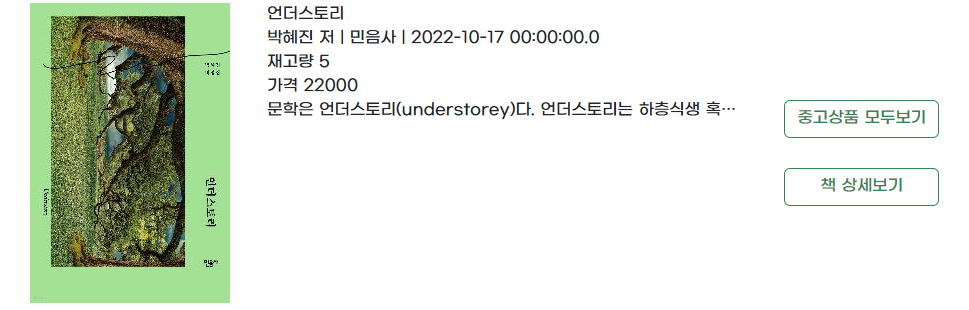 언더스토리
박혜진 저 | 민음사 | 2022-10-17 00:00:00.0
재고량 5
가격 22000
문학은 언더스토리(understorey)다. 언더스토리는 하층식생 혹…
중고상품 모두보기
책 상세보기
언더스토리
민음사